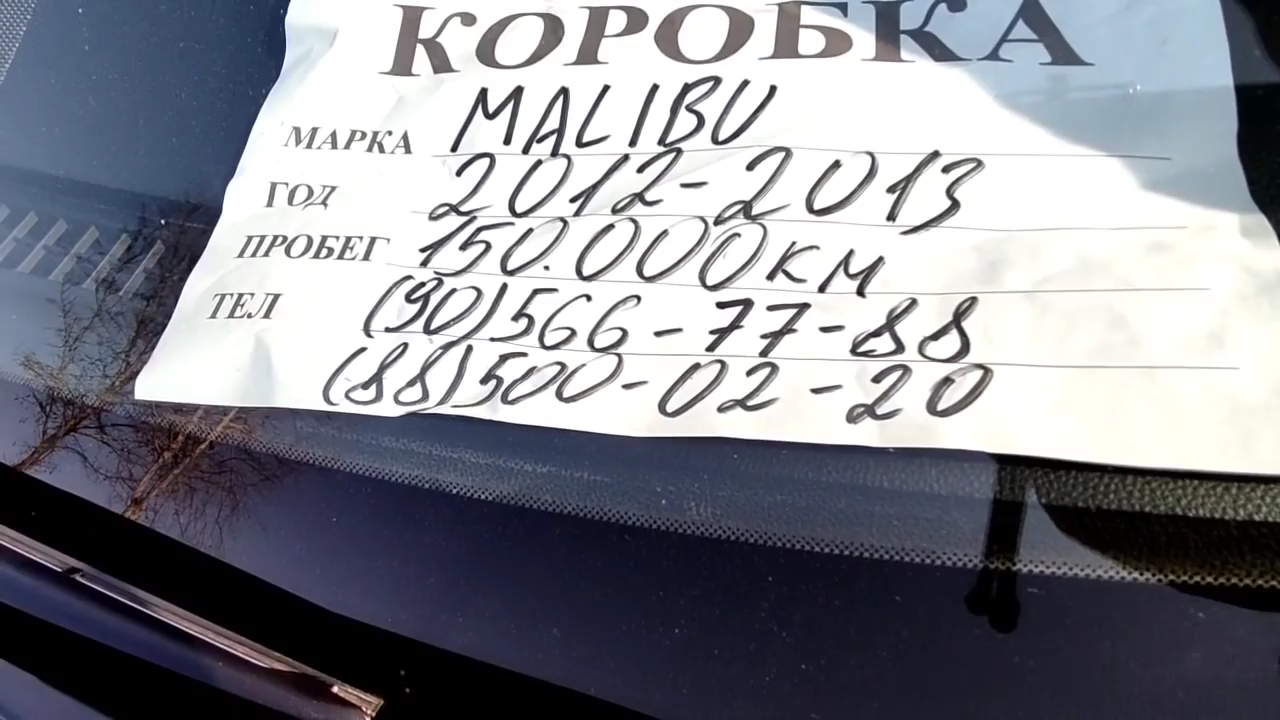 КОРОБКА
МАРКА MALIBU
ГОД 2012-2013
ПРОБЕГ 150.000км
ТЕЛ (90)566-77-88
(88)500-02-20